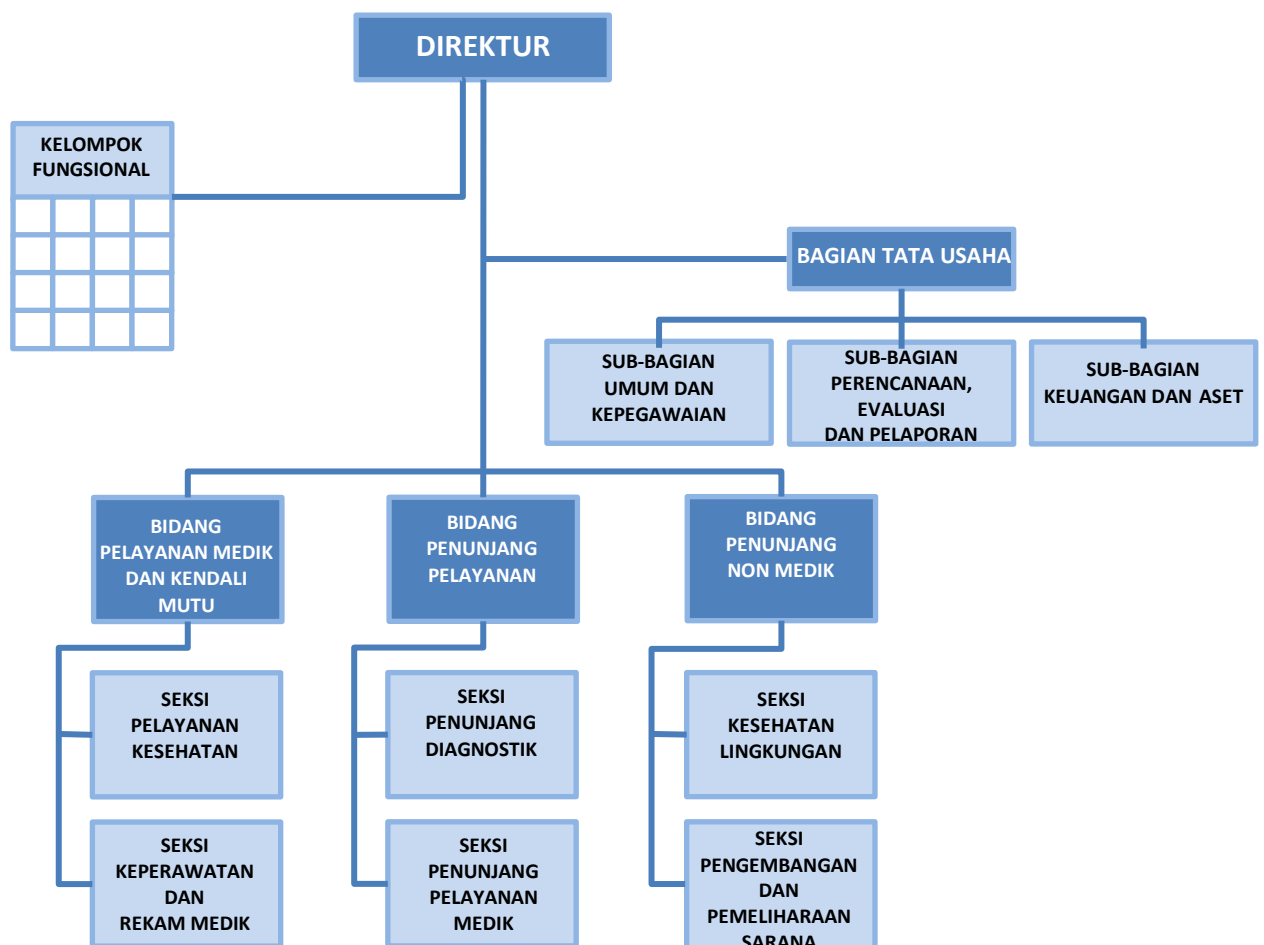 DIREKTUR
KELOMPOK
FUNGSIONAL
BAGIAN TATA USAHA
SUB-BAGIAN
UMUM DAN
KEPEGAWAIAN
SUB-BAGIAN
PERENCANAAN,
EVALUASI
DAN PELAPORAN
SUB-BAGIAN
KEUANGAN DAN ASET
BIDANG
PELAYANAN MEDIK
DAN KENDALI
MUTU
BIDANG
PENUNJANG
PELAYANAN
BIDANG
PENUNJANG
NON MEDIK
SEKSI
PELAYANAN
KESEHATAN
SEKSI
PENUNJANG
DIAGNOSTIK
SEKSI
KESEHATAN
LINGKUNGAN
SEKSI
KEPERAWATAN
DAN
REKAM MEDIK
SEKSI
PENUNJANG
PELAYANAN
MEDIK
SEKSI
PENGEMBANGAN
DAN
PEMELIHARAAN
SARANA